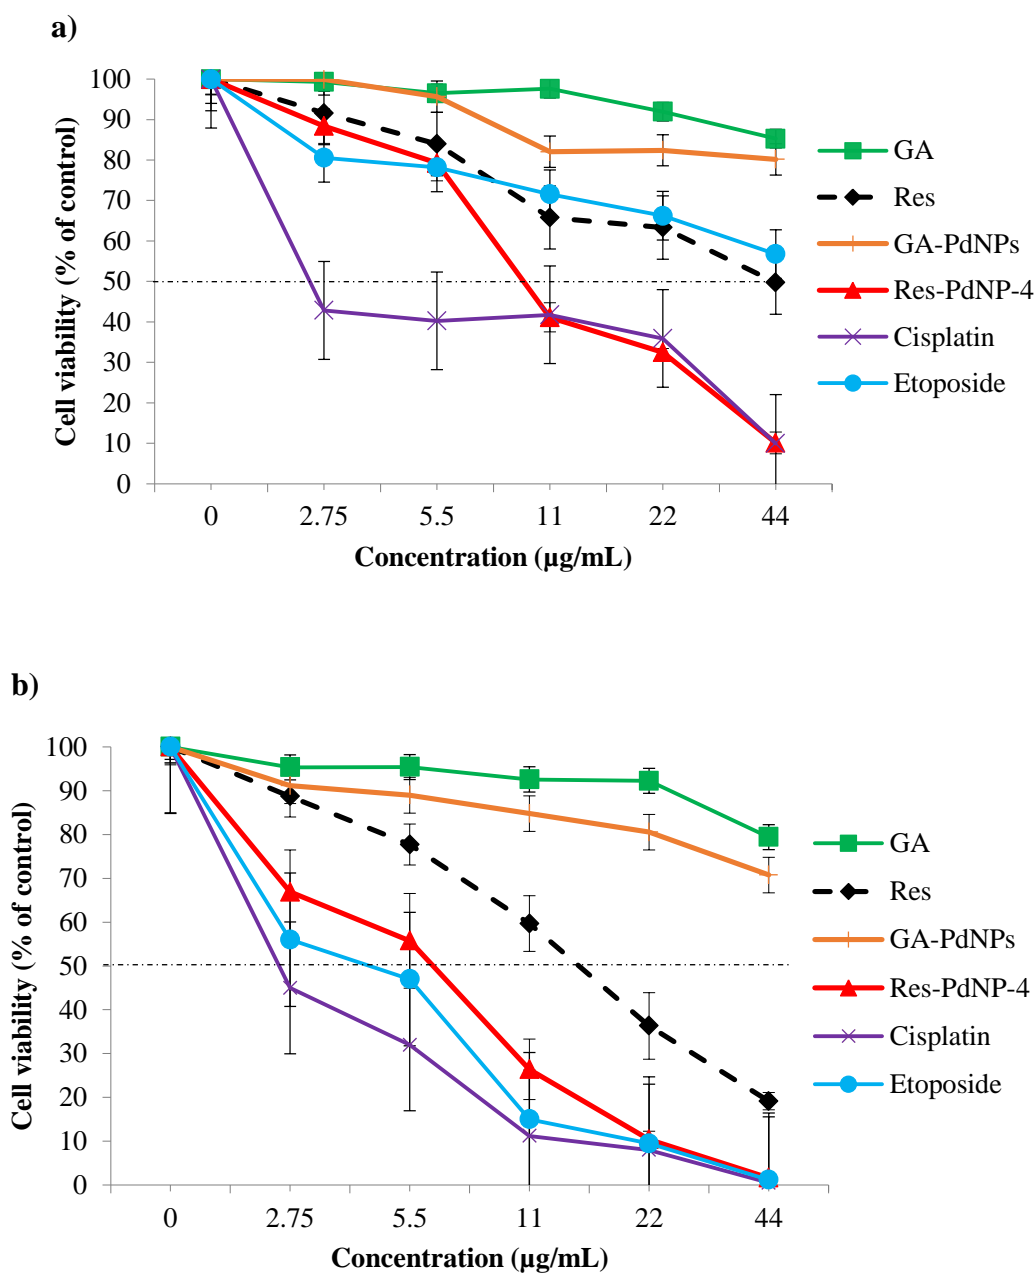 a)
100
90
80
70
60
50
40
30
20
10
0
Cell viability (% of control)
0 2.75 5.5 11 22 44
Concentration (µg/mL)
GA
Res
GA-PdNPs
Res-PdNP-4
Cisplatin
Etoposide
b)
100
90
80
70
60
50
40
30
20
10
0
Cell viability (% of control)
0 2.75 5.5 11 22 44
Concentration (µg/mL)
GA
Res
GA-PdNPs
Res-PdNP-4
Cisplatin
Etoposide